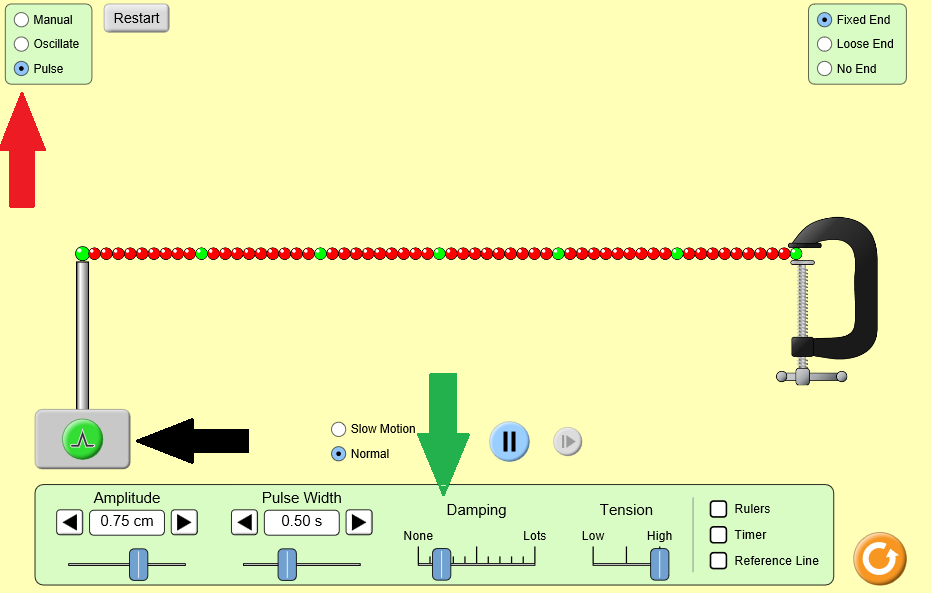 Manual
Oscillate
Pulse
Restart
Fixed End
Loose End
No End
Slow Motion
Normal
Amplitude
0.75 cm
Pulse Width
0.50 s
Damping
None
Lots
Tension
Low
High
Rulers
Timer
Reference Line